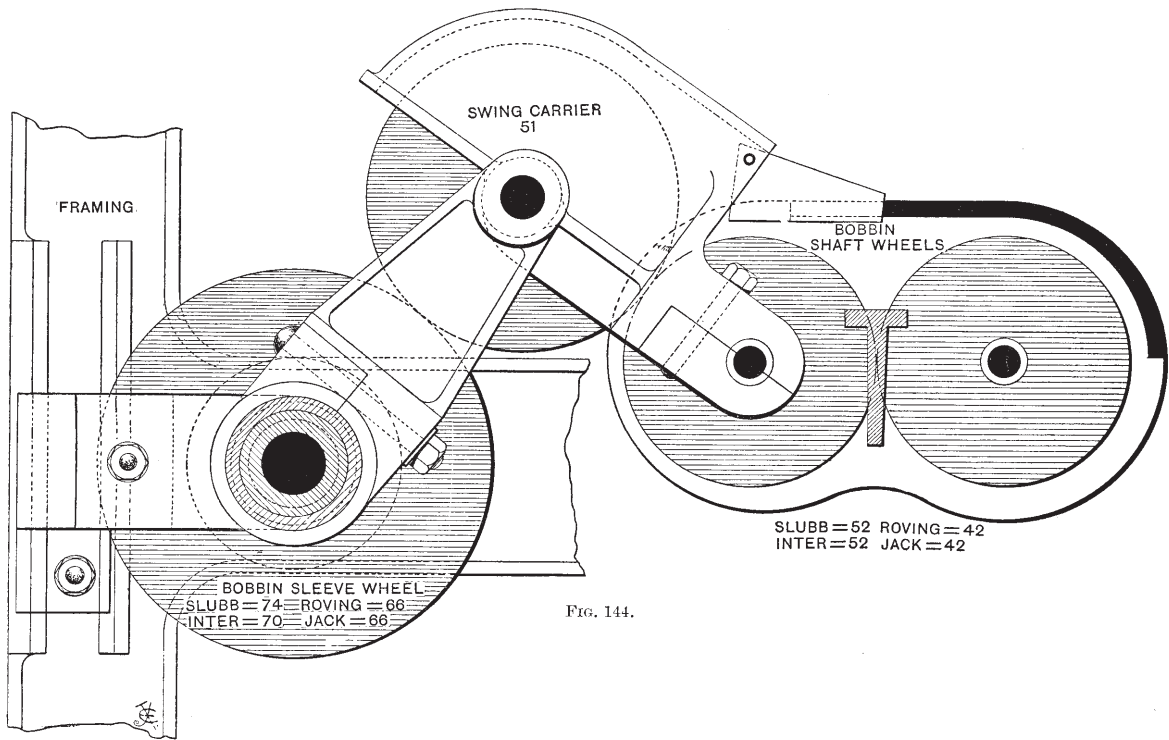 SWING CARRIER
51
FRAMING
BOBBIN
SHAFT WHEELS
SLUBB=52 ROVING=42
INTER=52 JACK=42
BOBBIN SLEEVE WHEEL
SLUBB=74 ROVING=66
INTER=70 JACK=66
FIG. 144.